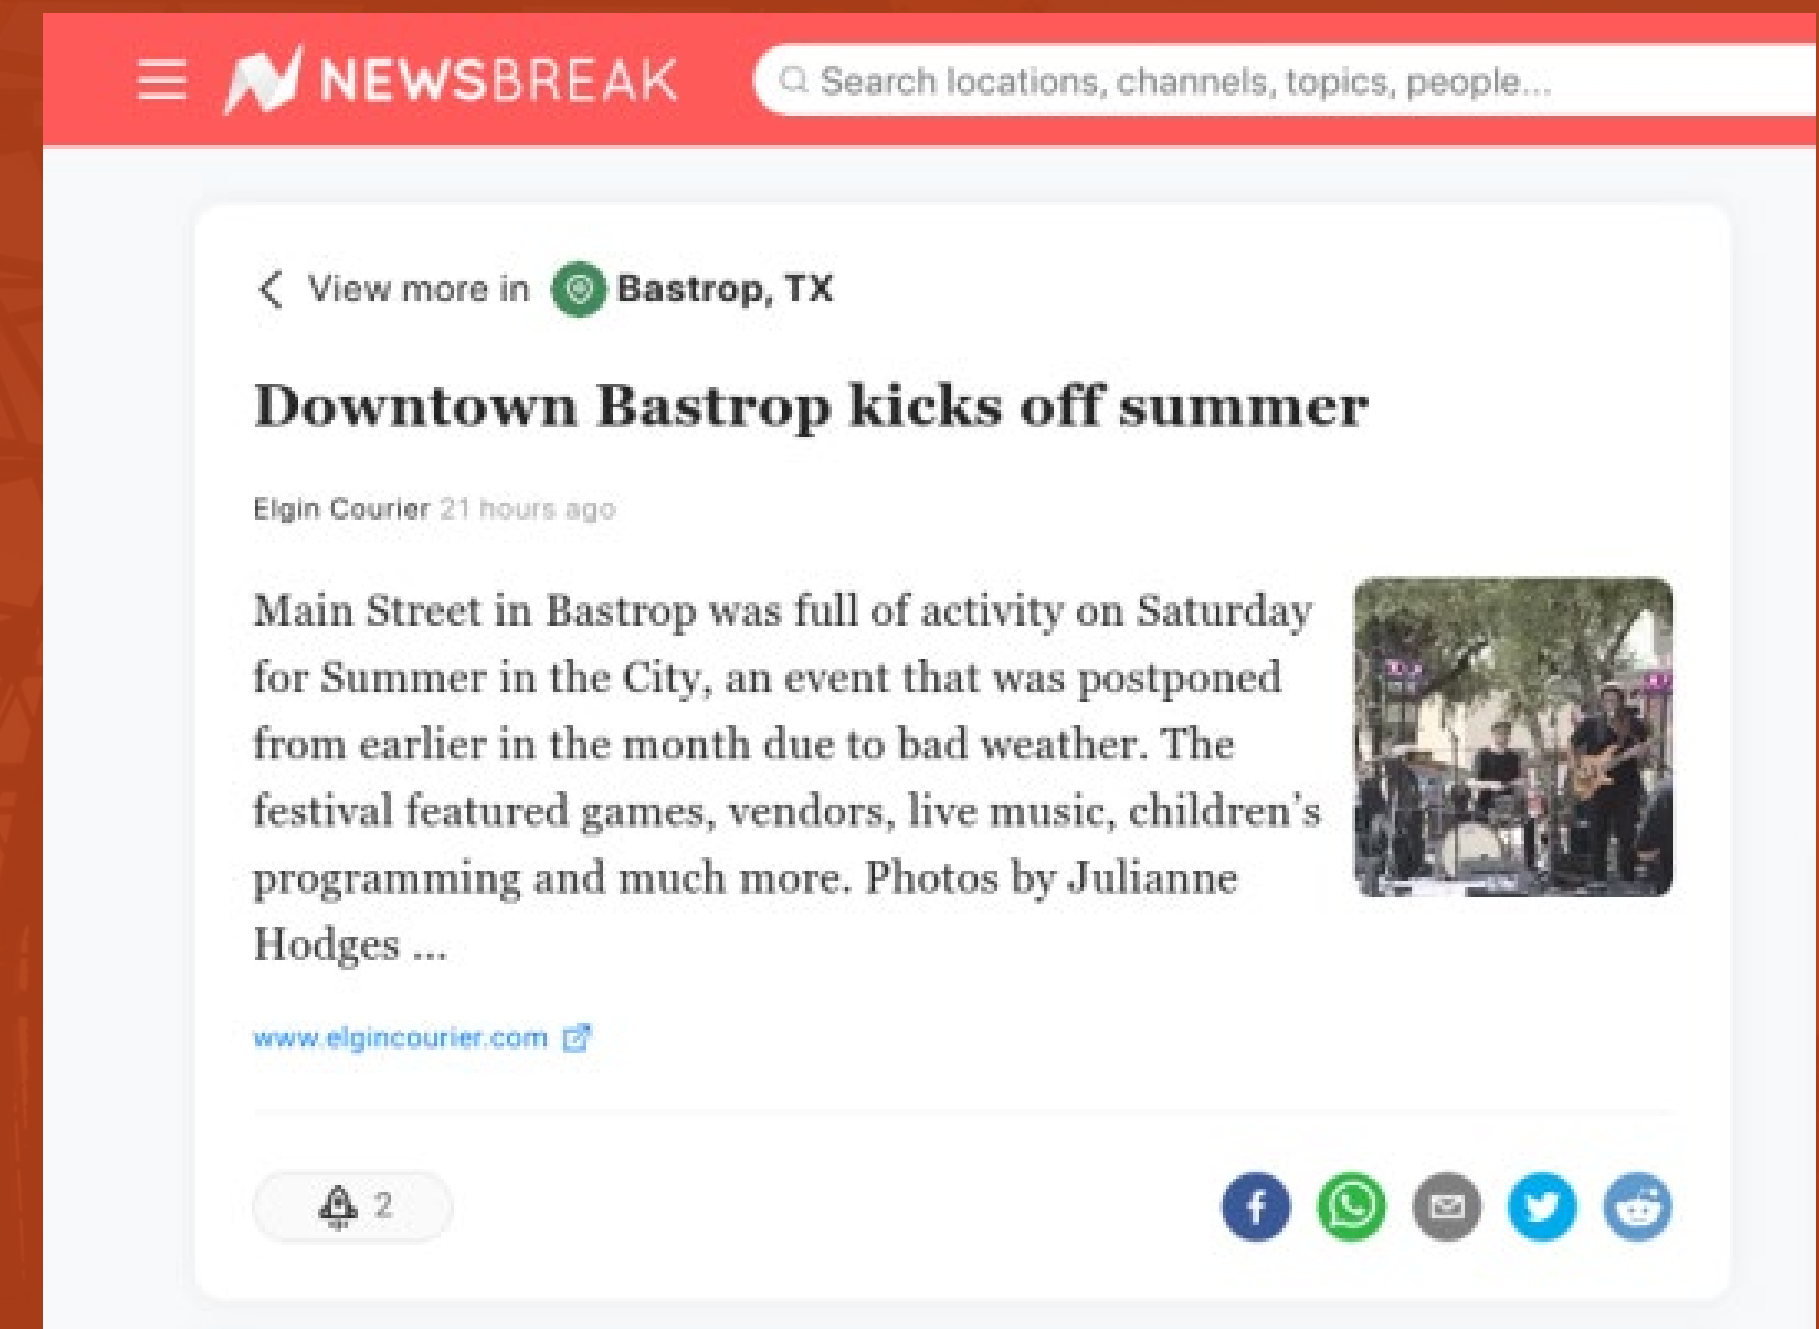 NEWSBREAK
Search locations, channels, topics, people...
View more in Bastrop, TX
Downtown Bastrop kicks off summer
Elgin Courier 21 hours ago
Main Street in Bastrop was full of activity on Saturday
for Summer in the City, an event that was postponed
from earlier in the month due to bad weather. The
festival featured games, vendors, live music, children's
programming and much more. Photos by Julianne
Hodges ...
www.elgincourier.com
2